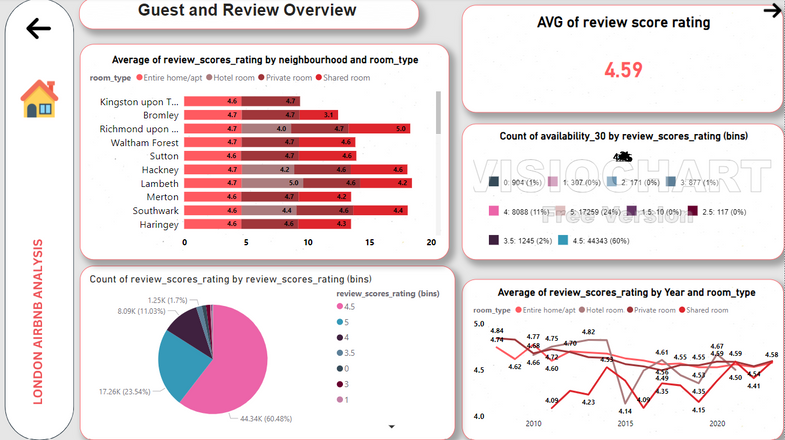 Guest and Review Overview
LONDON AIRBNB ANALYSIS
Average of review_scores_rating by neighbourhood and room_type
room_type Entire home/apt Hotel room Private room Shared room
Kingston upon T... 4.6 4.7
Bromley 4.7 4.7 3.1
Richmond upon ... 4.7 4.0 4.7 5.0
Waltham Forest 4.6 4.7 4.6
Sutton 4.6 4.7 4.6
Hackney 4.7 4.2 4.6 4.6
Lambeth 4.7 5.0 4.6 4.2
Merton 4.6 4.7 4.2
Southwark 4.6 4.4 4.6 4.4
Haringey 4.6 4.6 4.3
0 5 10 15 20
AVG of review score rating
4.59
Count of availability_30 by review_scores_rating (bins)
VISIOCHART
Free Version
0: 904 (1%) 1: 307 (0%) 2: 171 (0%) 3: 877 (1%)
4: 8088 (11%) 5: 17259 (24%) 1.5: 10 (0%) 2.5: 117 (0%)
3.5: 1245 (2%) 4.5: 44343 (60%)
Count of review_scores_rating by review_scores_rating (bins)
1.25K (1.7%)
8.09K (11.03%)
17.26K (23.54%)
44.34K (60.48%)
review_scores_rating (bins)
4.5
5
4
3.5
0
3
1
Average of review_scores_rating by Year and room_type
room_type Entire home/apt Hotel room Private room Shared room
5.0
4.5
4.0
4.84 4.74 4.62 4.77 4.68 4.66 4.75 4.72 4.60 4.70 4.82 4.53 4.09 4.23 4.14 4.09 4.61 4.56 4.49 4.35 4.55 4.55 4.53 4.35 4.15 4.67 4.59 4.59 4.50 4.54 4.41 4.58
2010 2015 2020